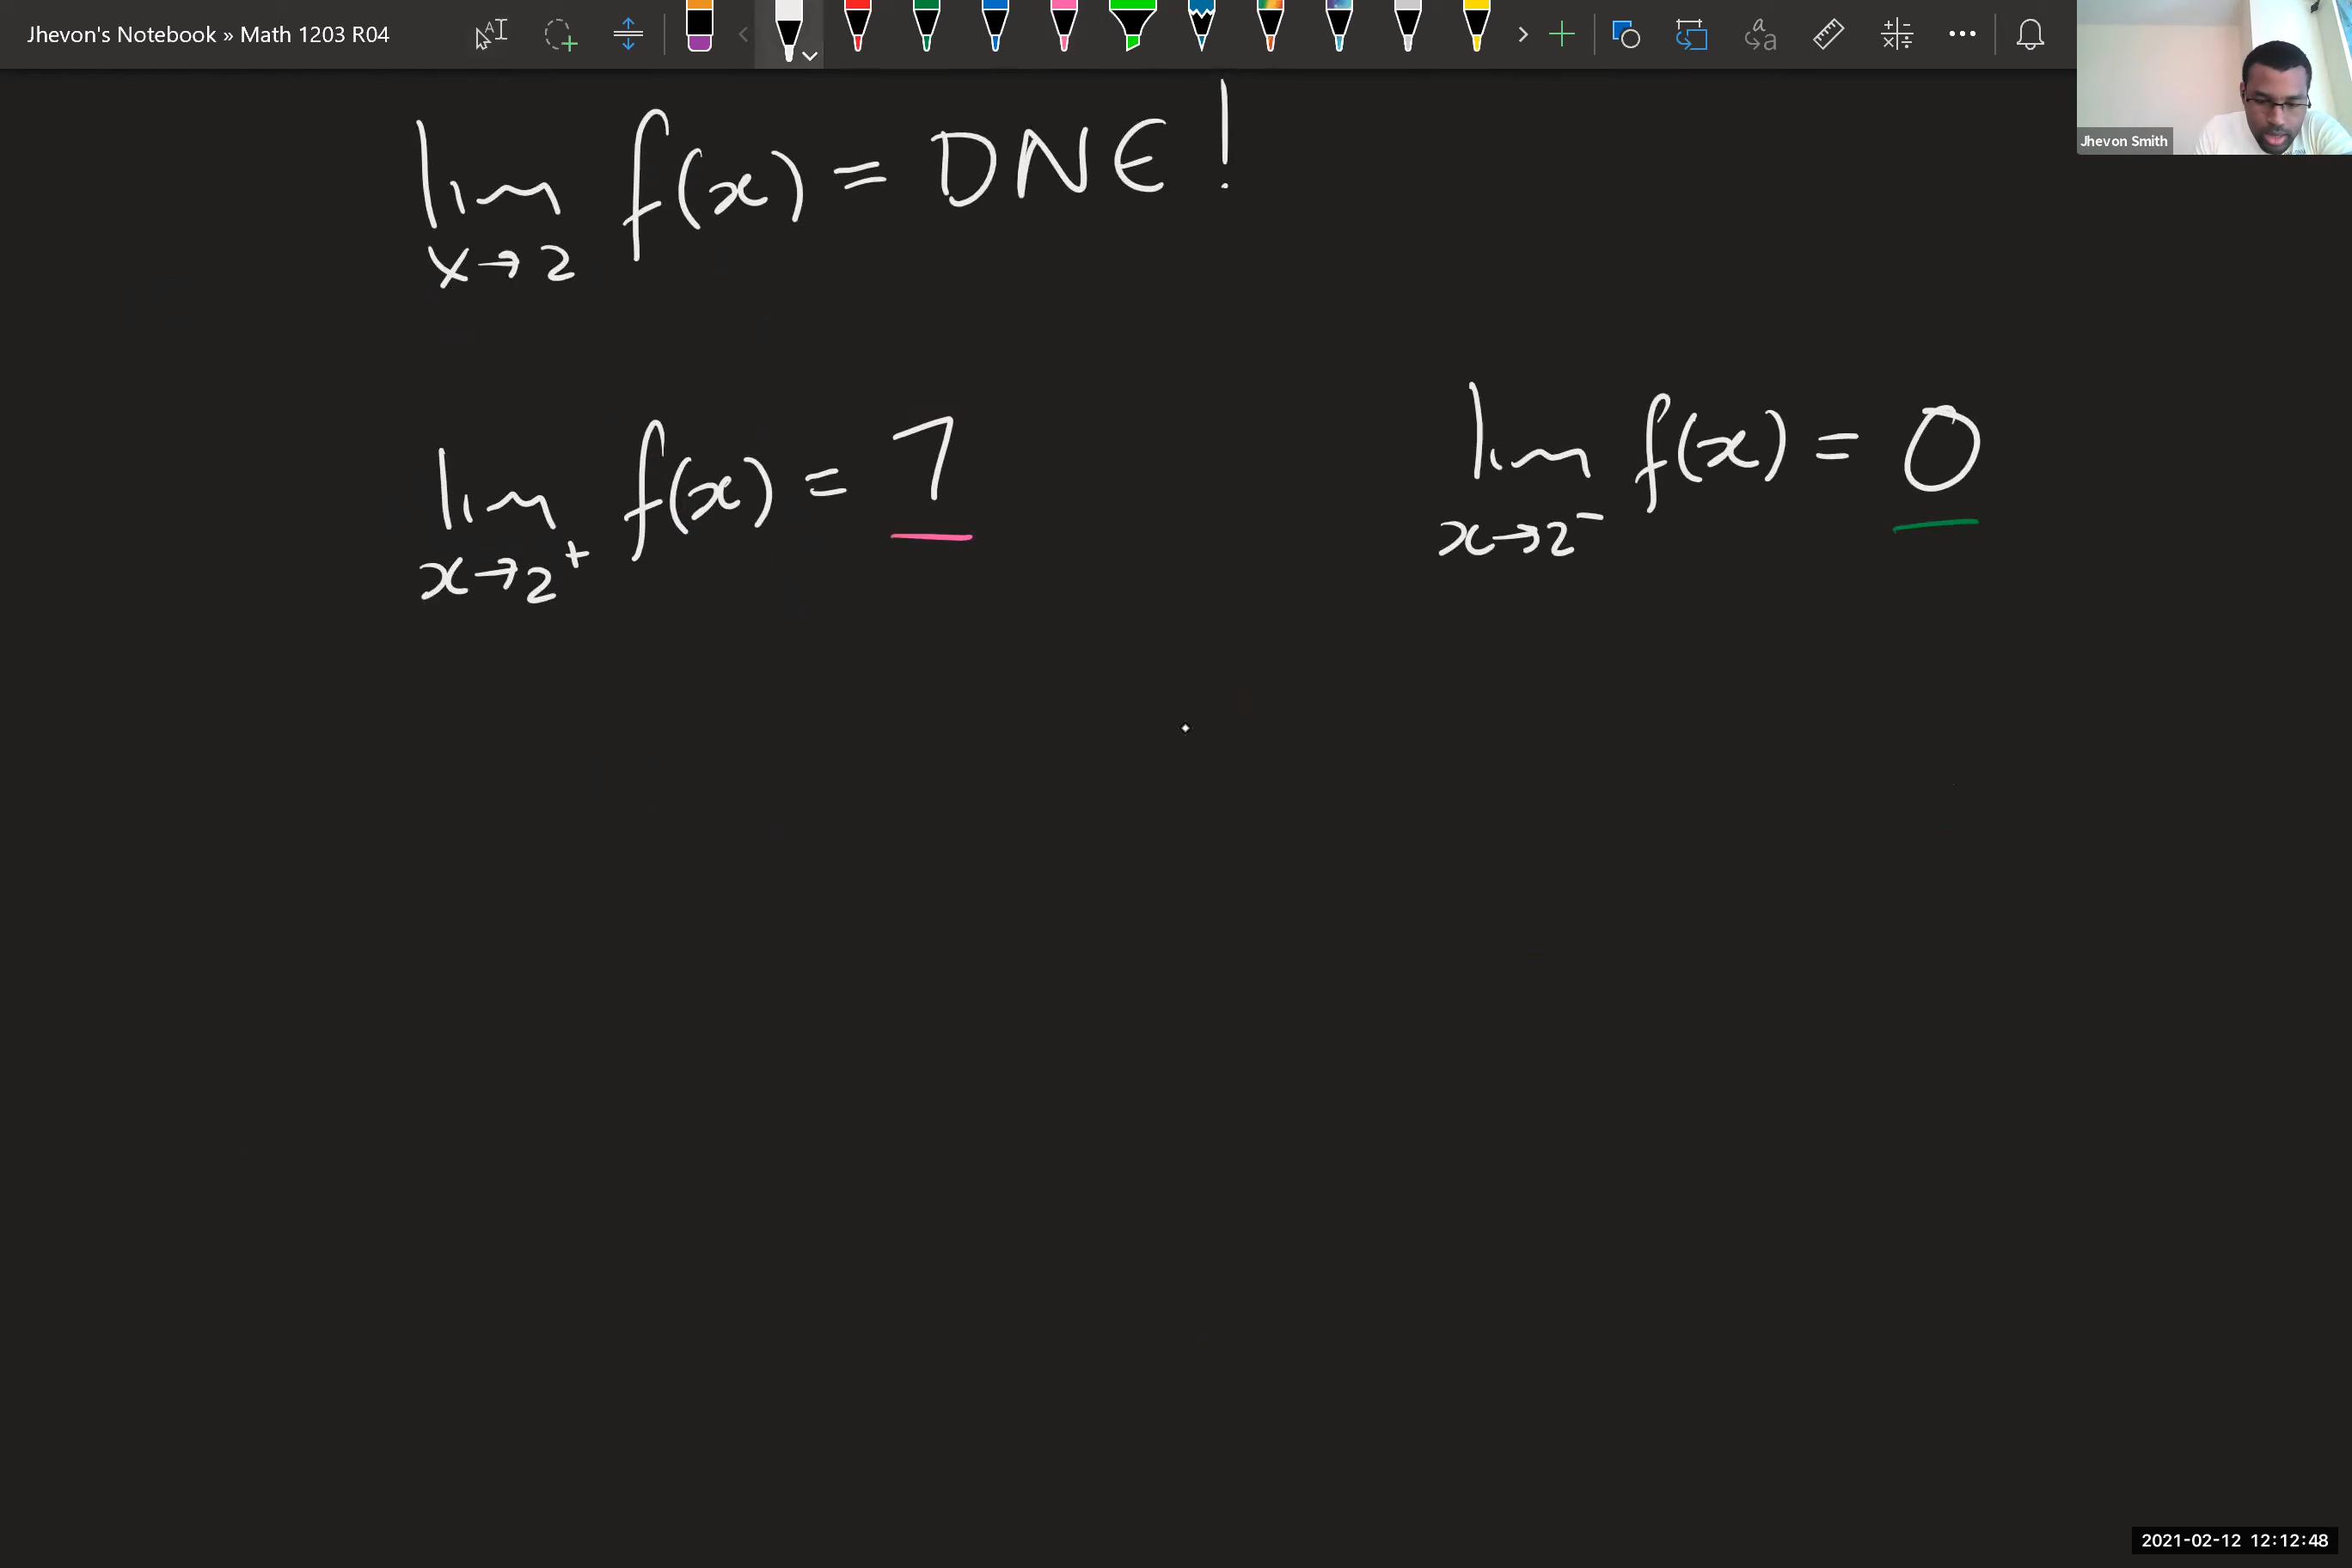 Jhevon's Notebook » Math 1203 R04
Jhevon Smith
lim f(x) = DNE!
x→2
lim f(x) = 7
x→2⁺
lim f(x) = 0
x→2⁻
2021-02-12 12:12:48